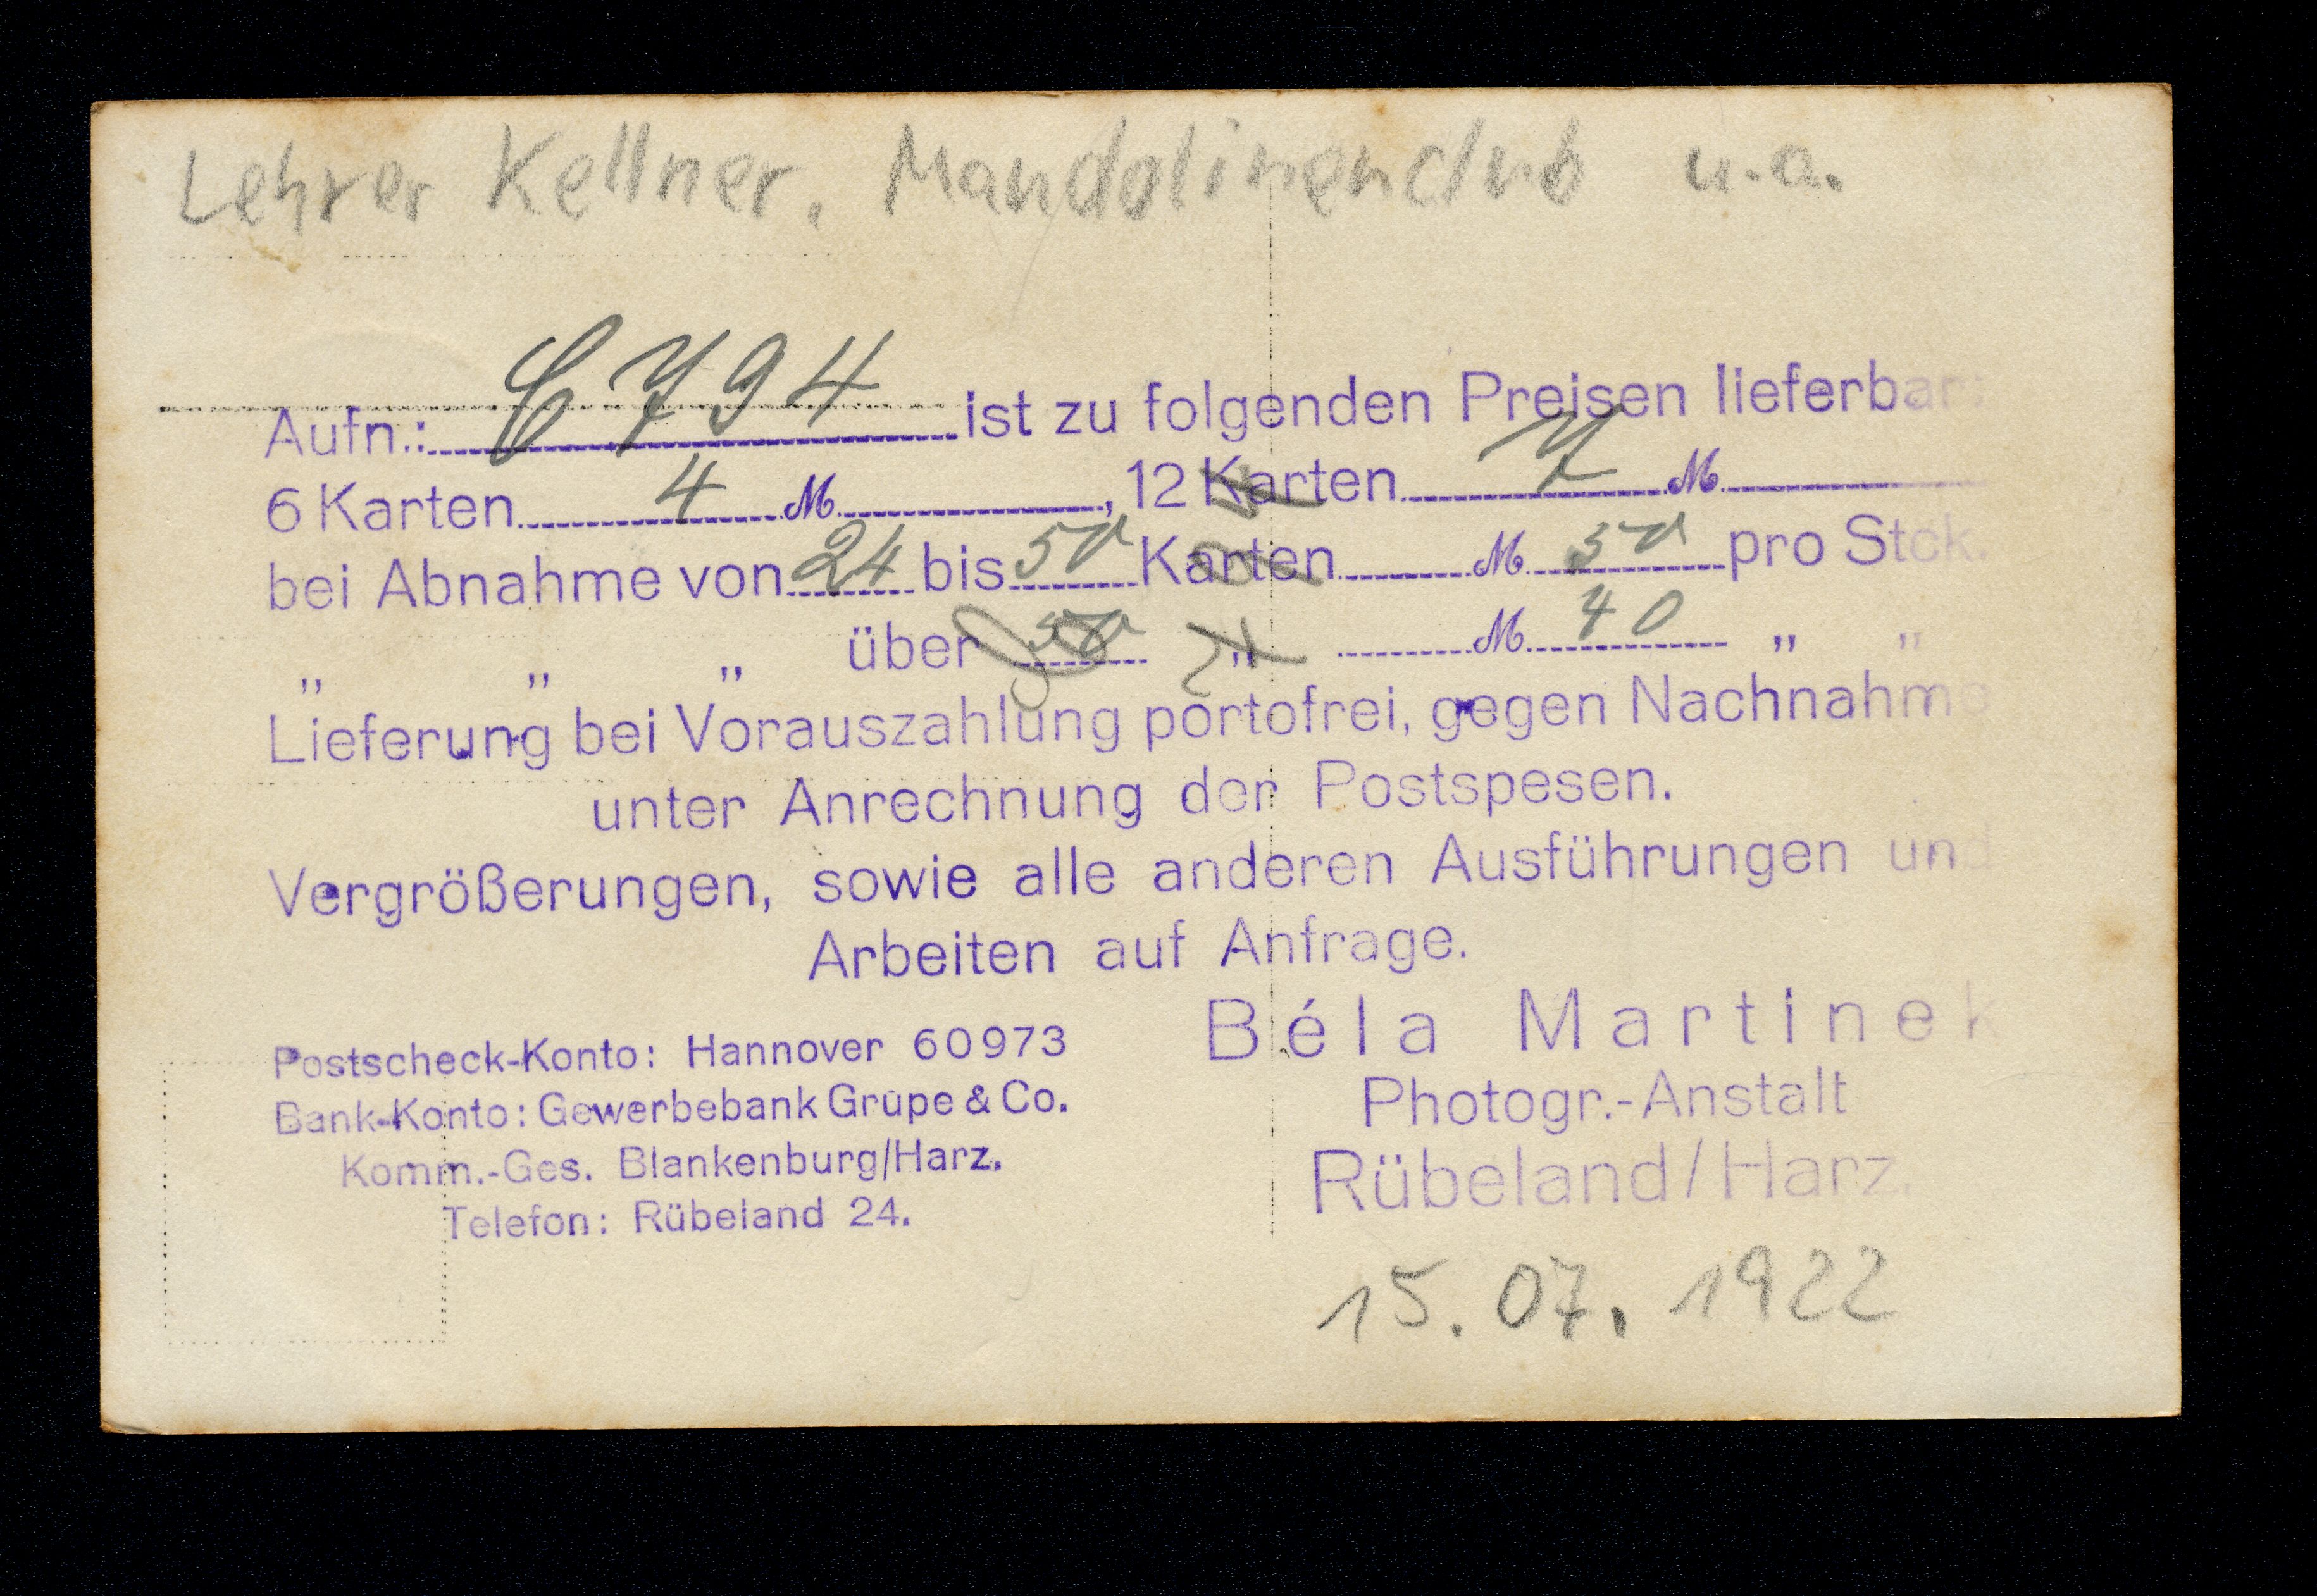 Lehrer Kellner, Mandolinenclub u.a.
Aufn.: C 794 ist zu folgenden Preisen lieferbar:
6 Karten 4 M , 12 Karten 7 M
bei Abnahme von 24 bis 50 Karten M 50 pro Stck.
„ „ „ über 50 „ M 40 „ „
Lieferung bei Vorauszahlung portofrei, gegen Nachnahme
unter Anrechnung der Postspesen.
Vergrößerungen, sowie alle anderen Ausführungen und
Arbeiten auf Anfrage.
Postscheck-Konto: Hannover 60973
Bank-Konto: Gewerbebank Grupe & Co.
Komm.-Ges. Blankenburg/Harz.
Telefon: Rübeland 24.
Béla Martinek
Photogr.-Anstalt
Rübeland/Harz.
15.07.1922